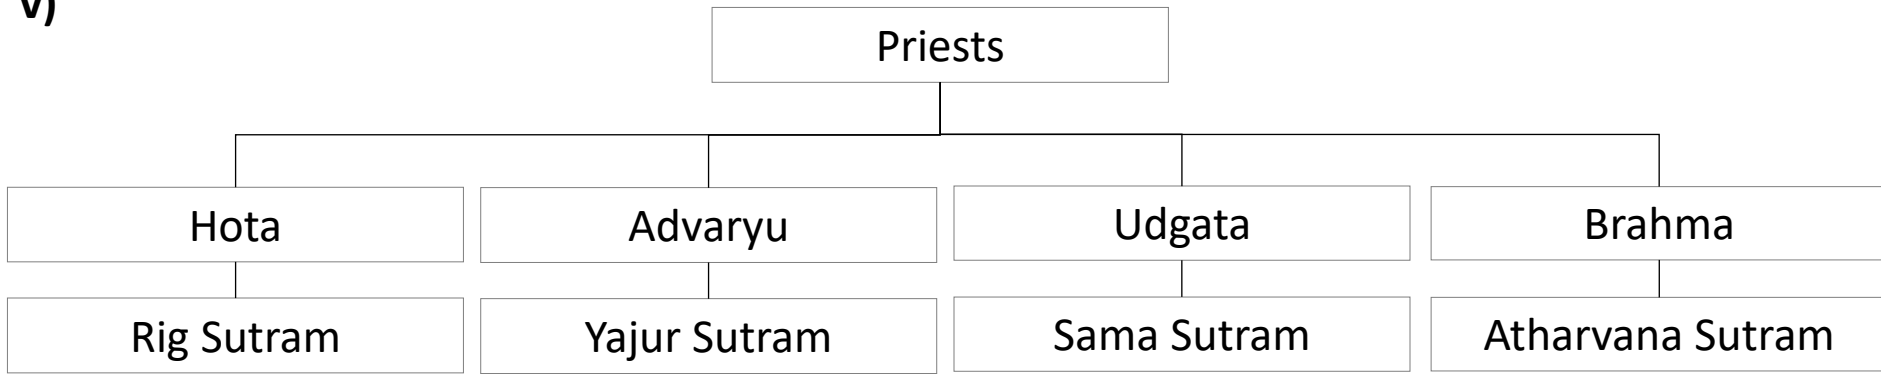 v)
Priests
Hota
Advaryu
Udgata
Brahma
Rig Sutram
Yajur Sutram
Sama Sutram
Atharvana Sutram